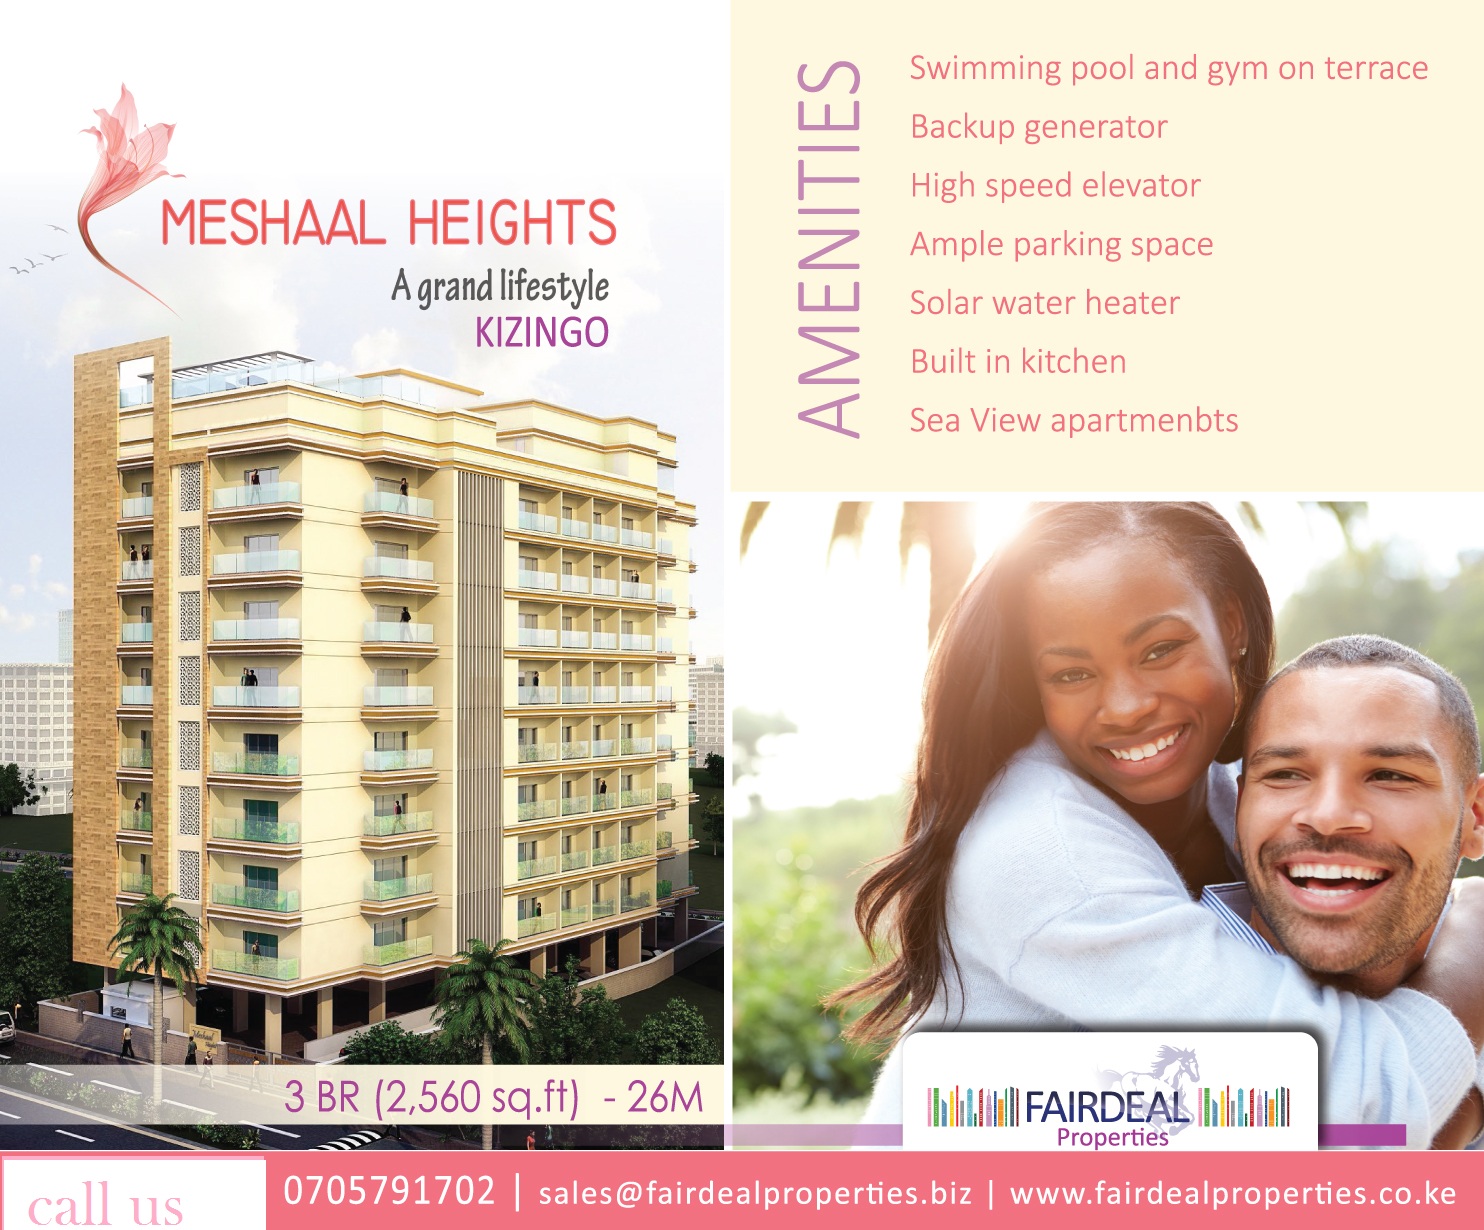 MESHAAL HEIGHTS
A grand lifestyle
KIZINGO
3 BR (2,560 sq.ft) - 26M
AMENITIES
Swimming pool and gym on terrace
Backup generator
High speed elevator
Ample parking space
Solar water heater
Built in kitchen
Sea View apartmenbts
FAIRDEAL
Properties
call us
0705791702 | sales@fairdealproperties.biz | www.fairdealproperties.co.ke